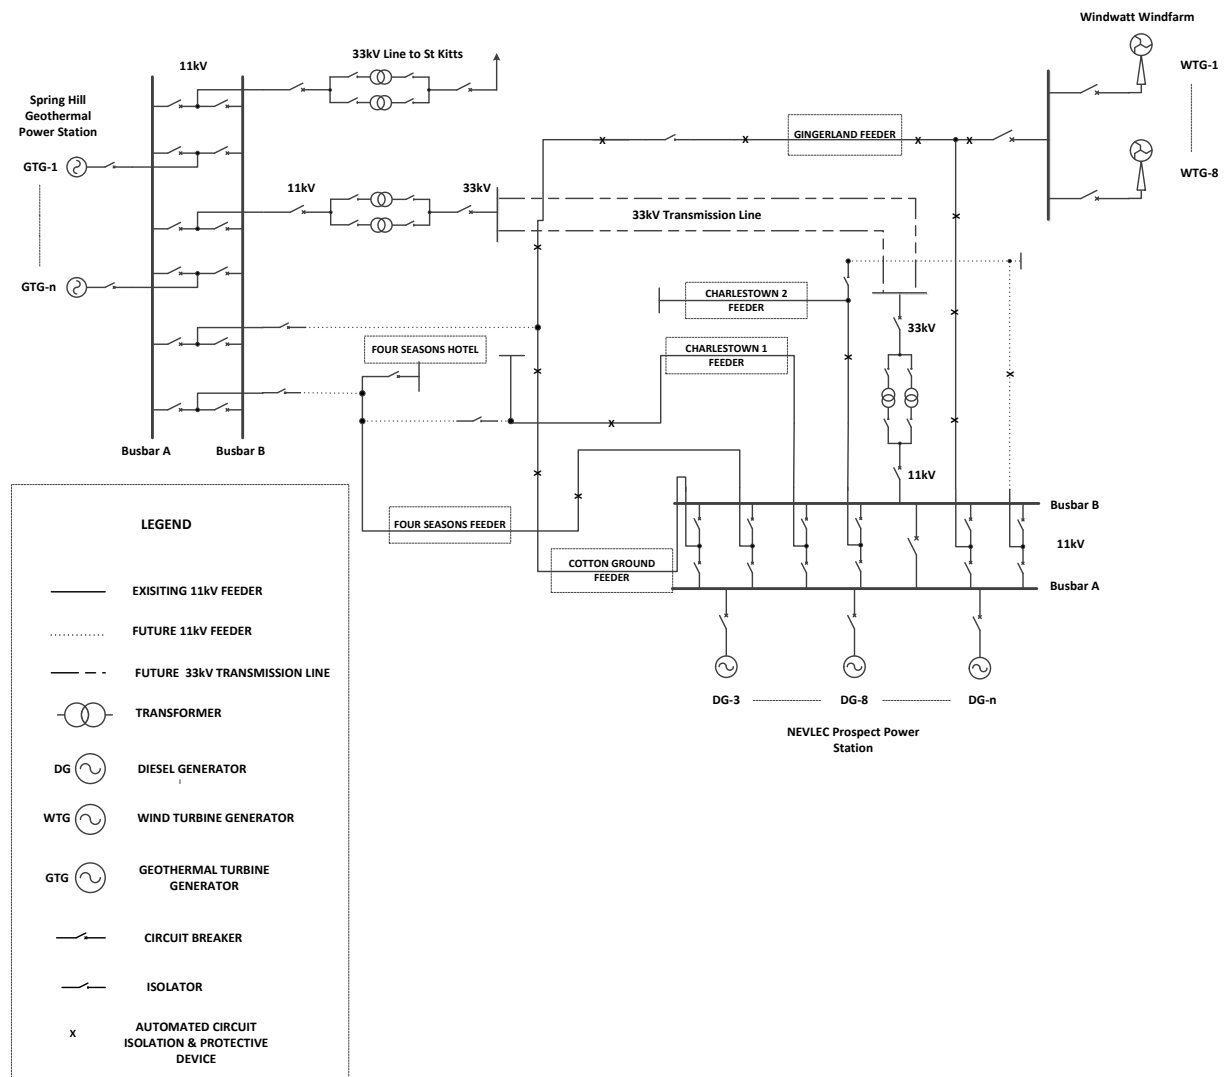 Windwatt Windfarm
33kV Line to St Kitts
11kV
WTG-1
Spring Hill
Geothermal
Power Station
GINGERLAND FEEDER
GTG-1
WTG-8
11kV
33kV
33kV Transmission Line
GTG-n
CHARLESTOWN 2
FEEDER
33kV
FOUR SEASONS HOTEL
CHARLESTOWN 1
FEEDER
Busbar A
Busbar B
11kV
Busbar B
FOUR SEASONS FEEDER
11kV
COTTON GROUND
FEEDER
Busbar A
DG-3
DG-8
DG-n
NEVLEC Prospect Power
Station
LEGEND
EXISITING 11kV FEEDER
FUTURE 11kV FEEDER
FUTURE 33kV TRANSMISSION LINE
TRANSFORMER
DG
DIESEL GENERATOR
WTG
WIND TURBINE GENERATOR
GTG
GEOTHERMAL TURBINE
GENERATOR
CIRCUIT BREAKER
ISOLATOR
x
AUTOMATED CIRCUIT
ISOLATION & PROTECTIVE
DEVICE